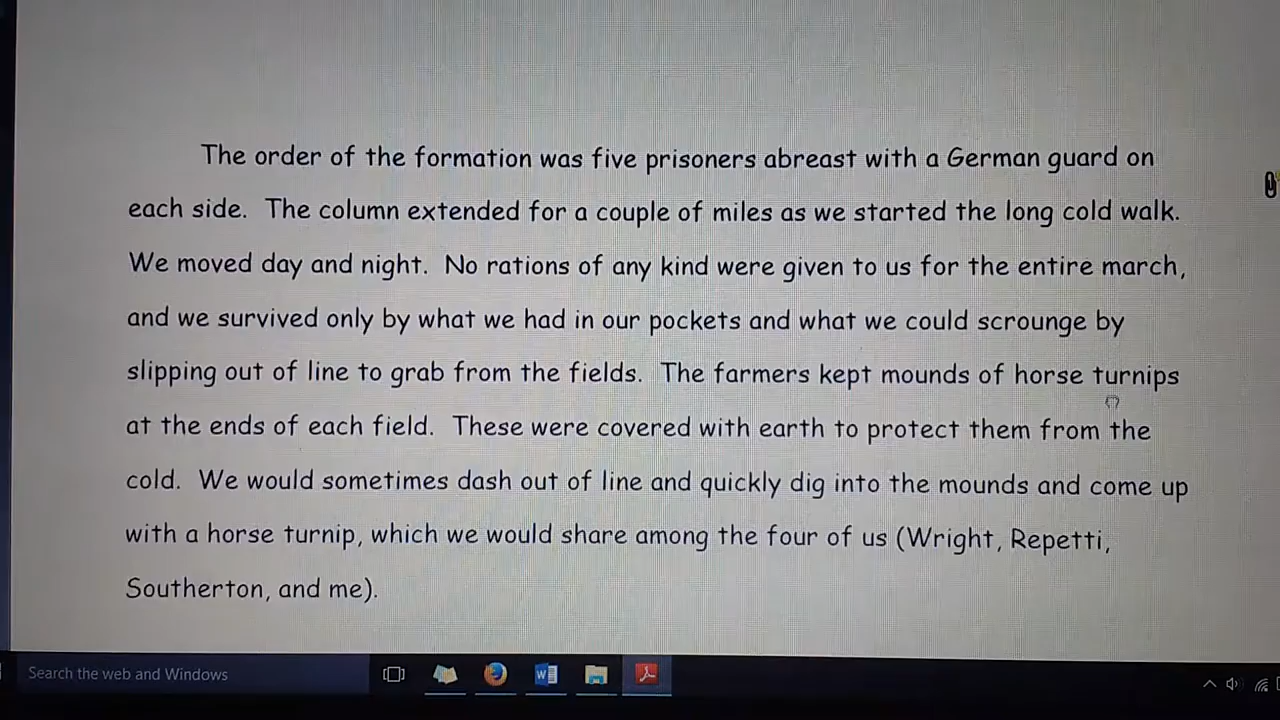 The order of the formation was five prisoners abreast with a German guard on
each side. The column extended for a couple of miles as we started the long cold walk.
We moved day and night. No rations of any kind were given to us for the entire march,
and we survived only by what we had in our pockets and what we could scrounge by
slipping out of line to grab from the fields. The farmers kept mounds of horse turnips
at the ends of each field. These were covered with earth to protect them from the
cold. We would sometimes dash out of line and quickly dig into the mounds and come up
with a horse turnip, which we would share among the four of us (Wright, Repetti,
Southerton, and me).
Search the web and Windows